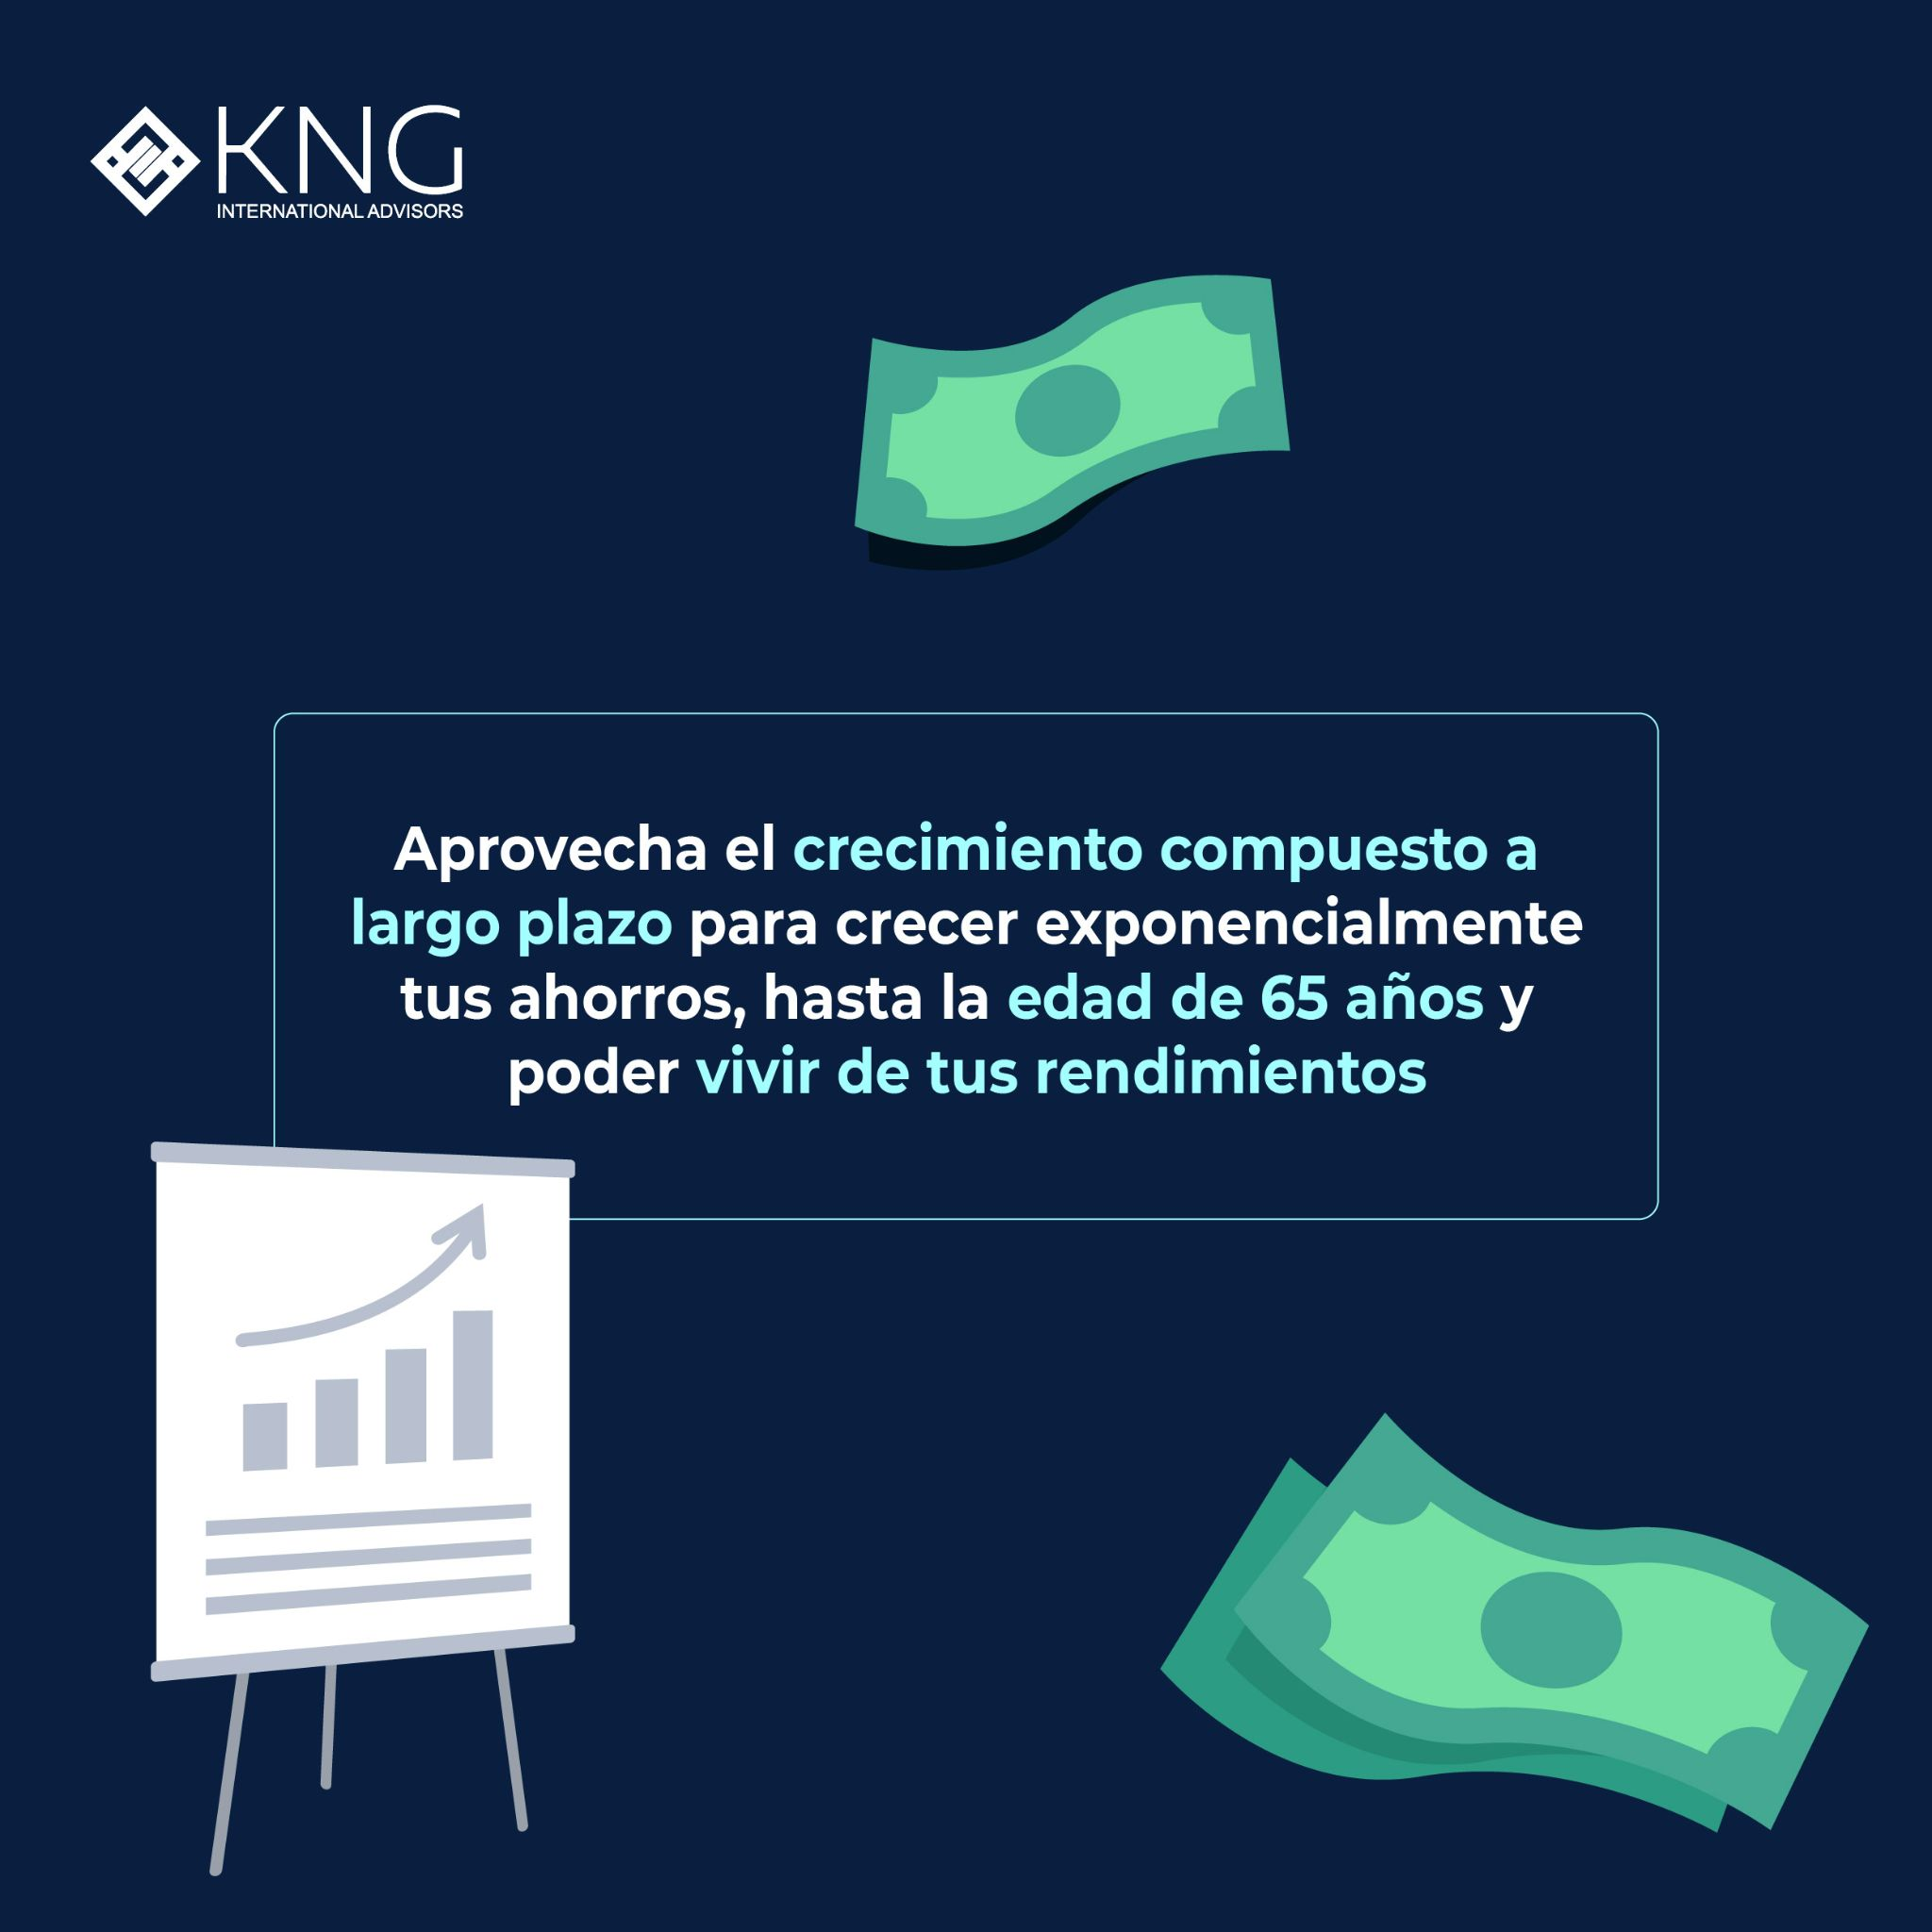 KNG
INTERNATIONAL ADVISORS
Aprovecha el crecimiento compuesto a
largo plazo para crecer exponencialmente
tus ahorros, hasta la edad de 65 años y
poder vivir de tus rendimientos